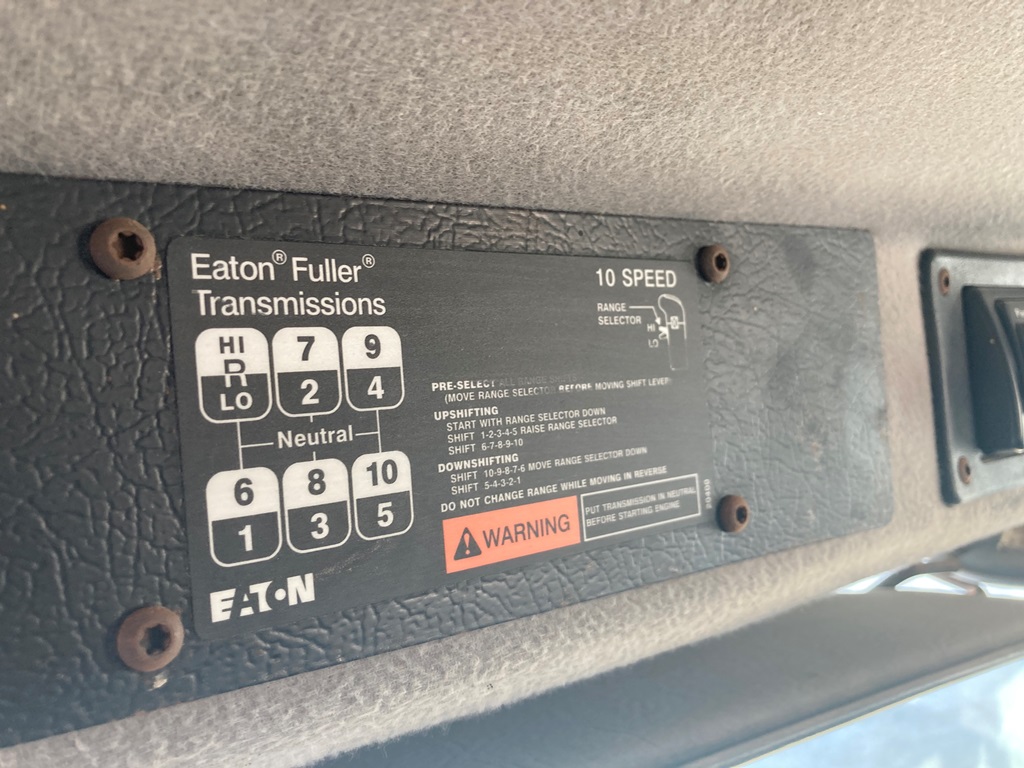 Eaton® Fuller®
Transmissions
10 SPEED
RANGE
SELECTOR
HI
LO
HI
R
LO
7
2
9
4
Neutral
6
1
8
3
10
5
EATON
PRE-SELECT ALL RANGE
(MOVE RANGE SELECTOR BEFORE MOVING SHIFT LEVER)
UPSHIFTING
START WITH RANGE SELECTOR DOWN
SHIFT 1-2-3-4-5 RAISE RANGE SELECTOR
SHIFT 6-7-8-9-10
DOWNSHIFTING
SHIFT 10-9-8-7-6 MOVE RANGE SELECTOR DOWN
SHIFT 5-4-3-2-1
DO NOT CHANGE RANGE WHILE MOVING IN REVERSE
WARNING
PUT TRANSMISSION IN NEUTRAL
BEFORE STARTING ENGINE